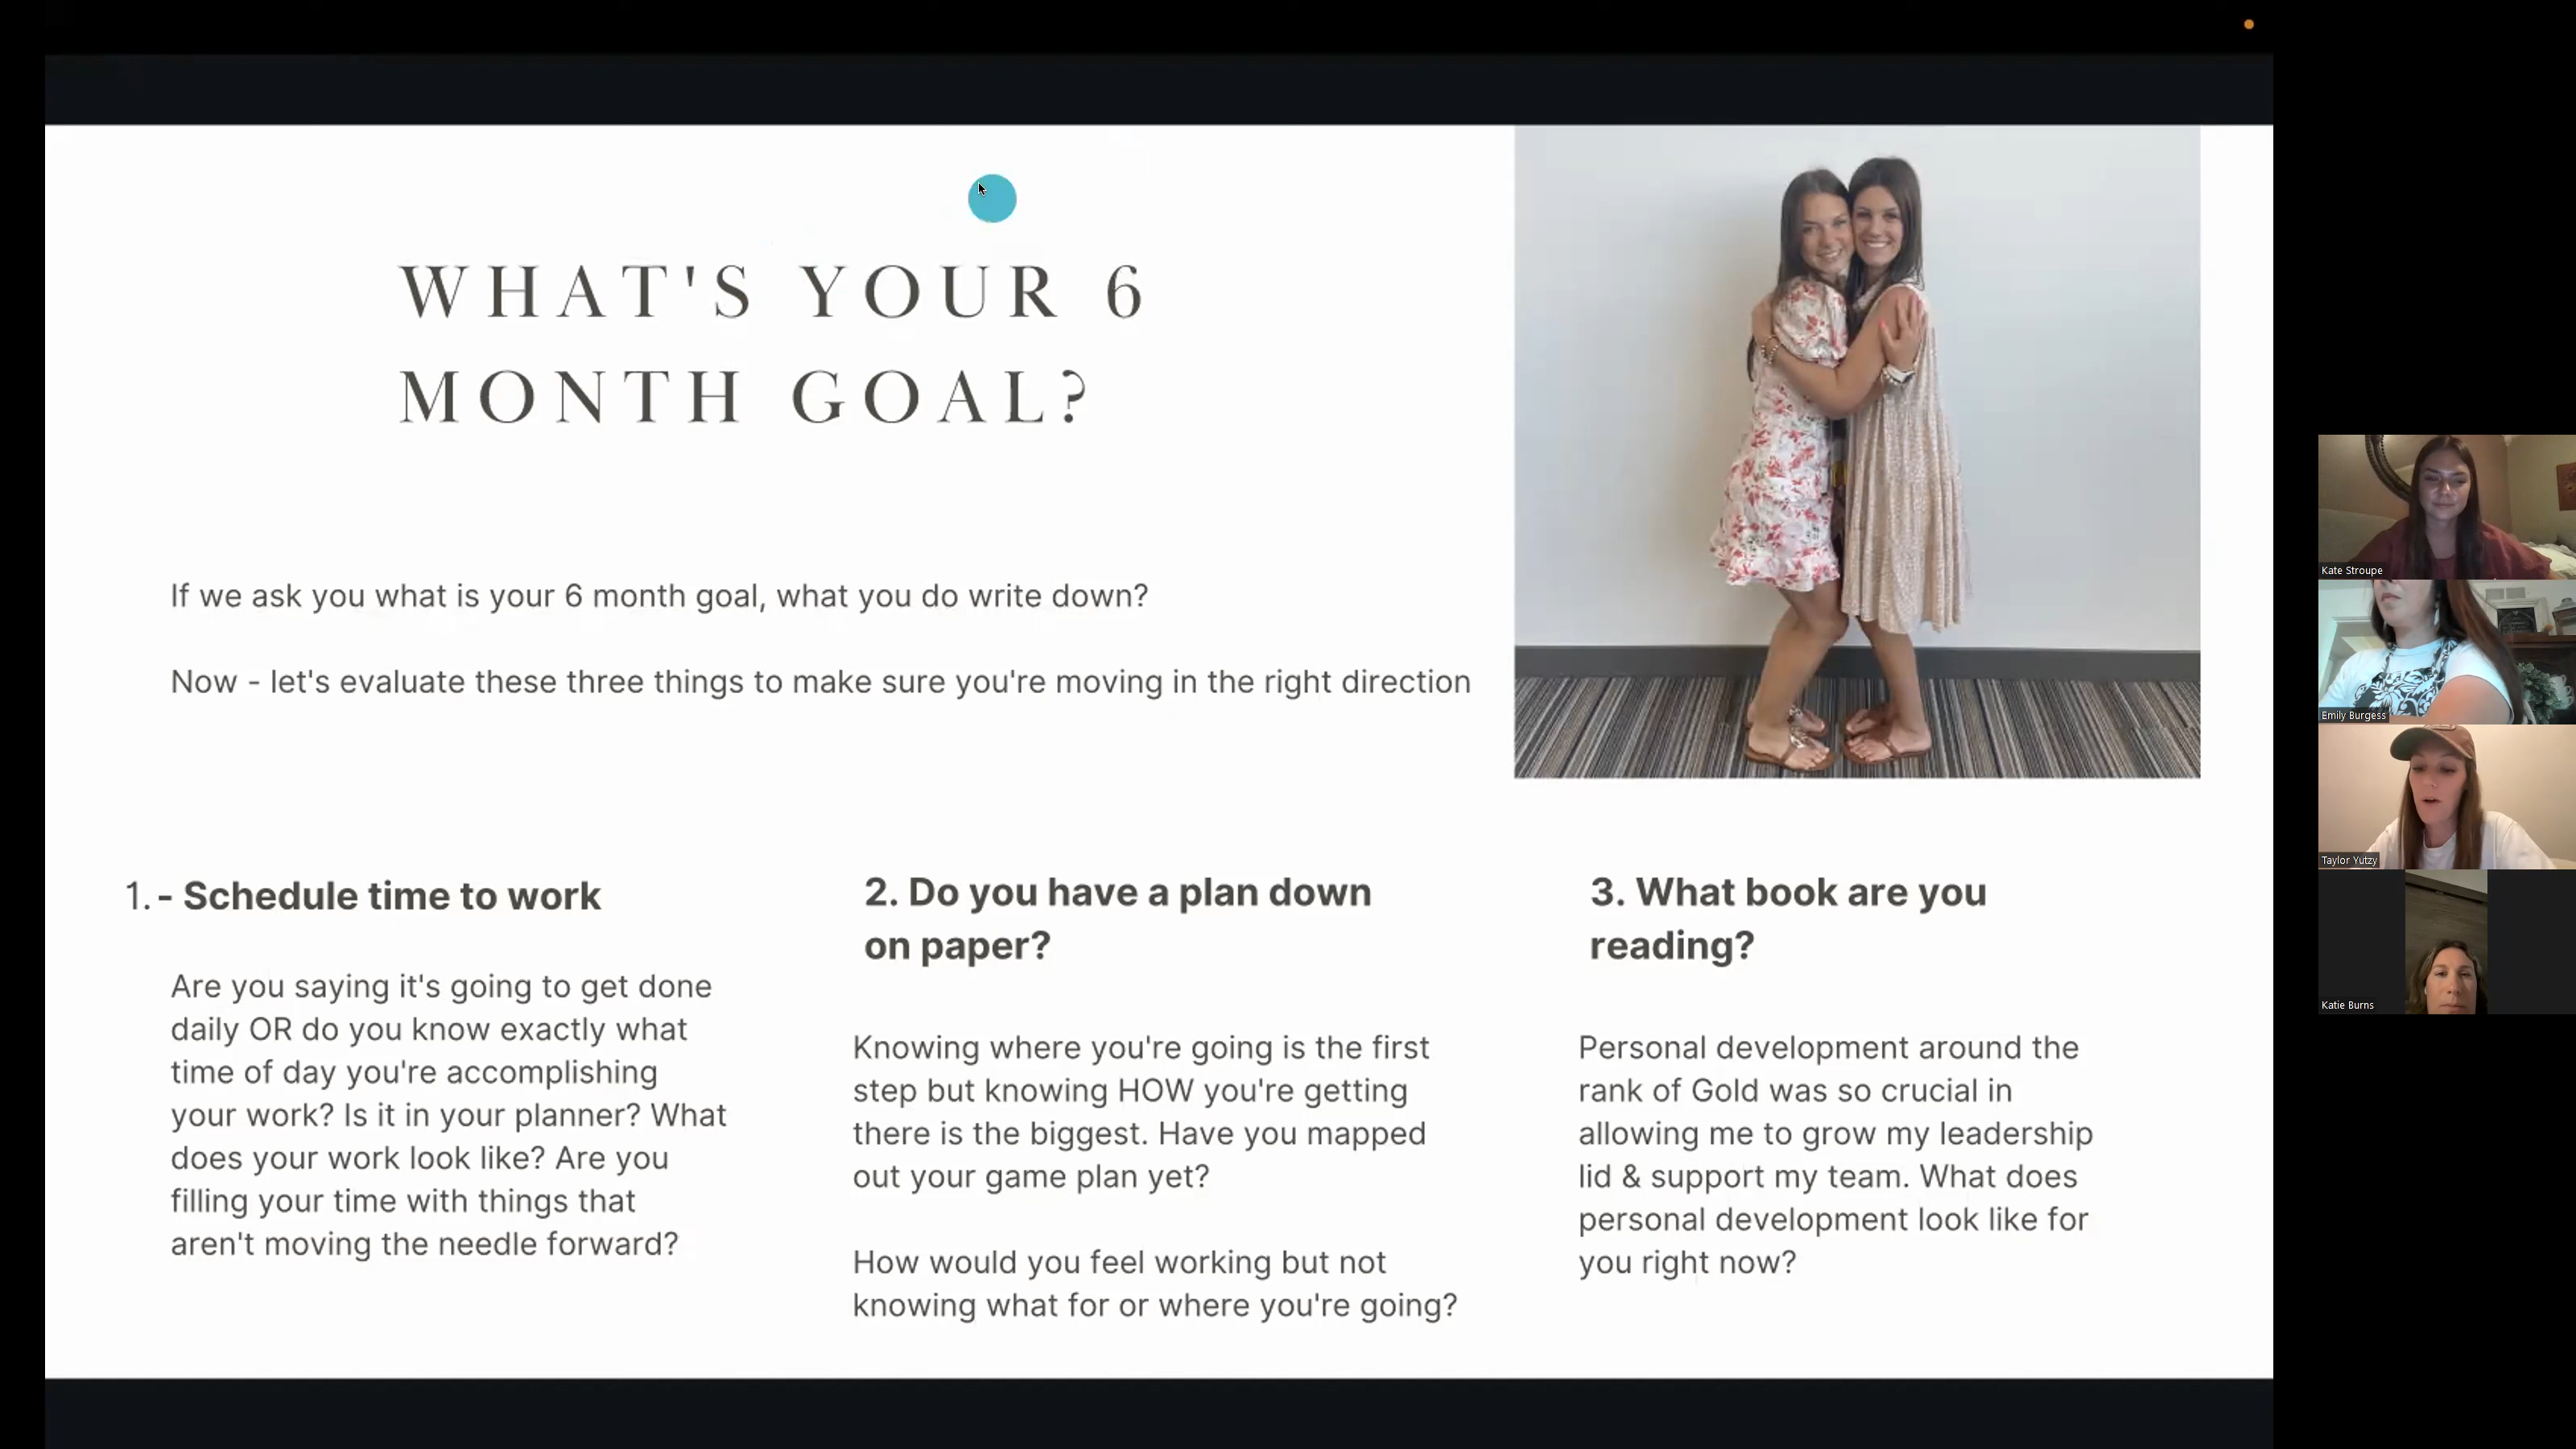 WHAT'S YOUR 6
MONTH GOAL?
If we ask you what is your 6 month goal, what you do write down?
Now - let's evaluate these three things to make sure you're moving in the right direction
1. - Schedule time to work
Are you saying it's going to get done
daily OR do you know exactly what
time of day you're accomplishing
your work? Is it in your planner? What
does your work look like? Are you
filling your time with things that
aren't moving the needle forward?
2. Do you have a plan down
on paper?
Knowing where you're going is the first
step but knowing HOW you're getting
there is the biggest. Have you mapped
out your game plan yet?
How would you feel working but not
knowing what for or where you're going?
3. What book are you
reading?
Personal development around the
rank of Gold was so crucial in
allowing me to grow my leadership
lid & support my team. What does
personal development look like for
you right now?
Kate Stroupe
Emily Burgess
Taylor Yutzy
Katie Burns